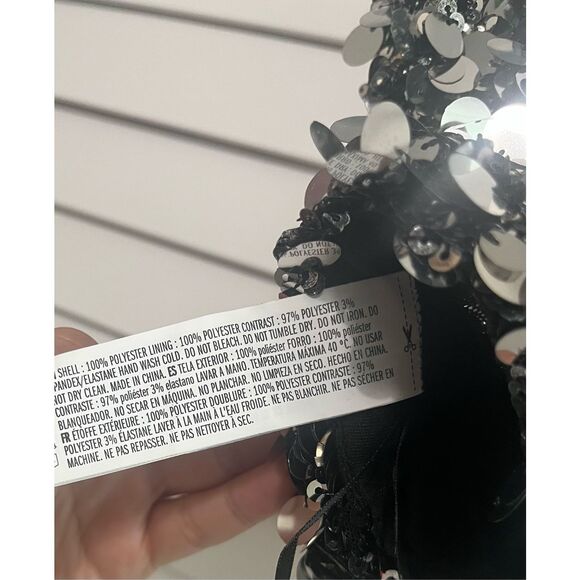 SHELL : 100% POLYESTER LINING : 100% POLYESTER CONTRAST : 97% POLYESTER 3%
SPANDEX/ELASTANE HAND WASH COLD. DO NOT BLEACH. DO NOT TUMBLE DRY. DO NOT IRON. DO
NOT DRY CLEAN. MADE IN CHINA. ES TELA EXTERIOR : 100% poliéster FORRO : 100% poliéster
CONTRASTE : 97% poliéster 3% elastano LAVAR A MANO. TEMPERATURA MAXIMA 40 °C. NO USAR
BLANQUEADOR, NO SECAR EN MÁQUINA. NO PLANCHAR. NO LIMPIEZA EN SECO. HECHO EN CHINA.
FR ÉTOFFE EXTÉRIEURE : 100% POLYESTER DOUBLURE : 100% POLYESTER CONTRASTE : 97%
POLYESTER 3% ÉLASTANE LAVER À LA MAIN À L'EAU FROIDE. NE PAS BLANCHIR. NE PAS SÉCHER EN
MACHINE. NE PAS REPASSER. NE PAS NETTOYER À SEC.